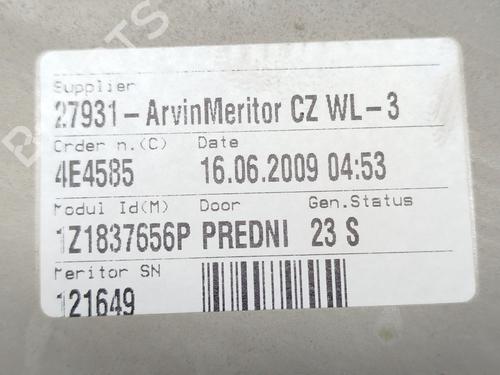 Supplier
27931-ArvinMeritor CZ WL-3
Order n.(C) Date
4E4585 16.06.2009 04:53
Modul Id(M) Door Gen.Status
1Z1837656P PREDNI 23 S
Meritor SN
121649